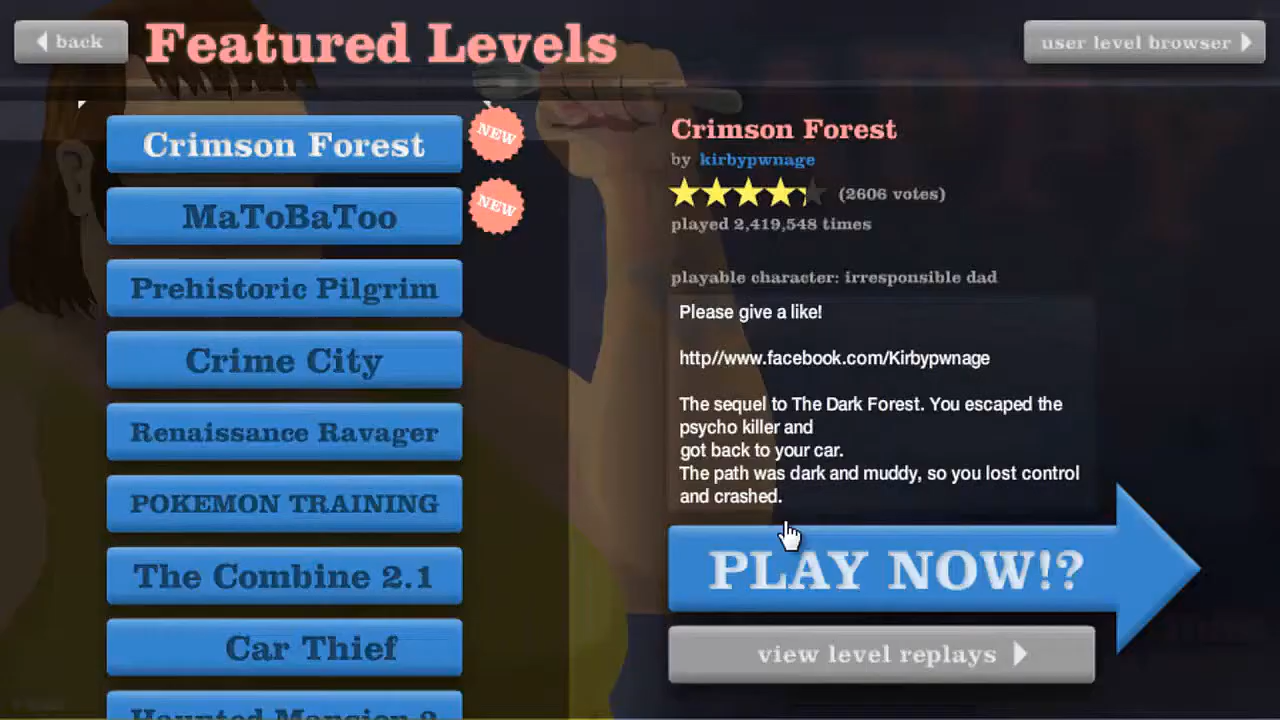 back
Featured Levels
user level browser
Crimson Forest
NEW
MaToBaToo
NEW
Prehistoric Pilgrim
Crime City
Renaissance Ravager
POKEMON TRAINING
The Combine 2.1
Car Thief
Haunted Mansion 2
Crimson Forest
by kirbypwnage
(2606 votes)
played 2,419,548 times
playable character: irresponsible dad
Please give a like!
http//www.facebook.com/Kirbypwnage
The sequel to The Dark Forest. You escaped the
psycho killer and
got back to your car.
The path was dark and muddy, so you lost control
and crashed.
PLAY NOW!?
view level replays